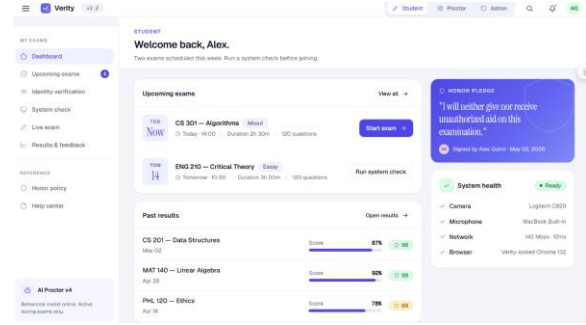 Verity v3.2
Student Proctor Admin AQ
MY EXAMS
Dashboard
Upcoming exams
Identity verification
System check
Live exam
Results & feedback
REFERENCE
Honor policy
Help center
AI Proctor v4
Behavioral model online. Active
during exams only.
STUDENT
Welcome back, Alex.
Two exams scheduled this week. Run a system check before joining.
Upcoming exams View all →
TOD
Now
CS 301 — Algorithms Mixed
Today · 14:00 · Duration 2h 30m · 120 questions
Start exam →
TOM
14
ENG 210 — Critical Theory Essay
Tomorrow · 10:00 · Duration 3h 00m · 120 questions
Run system check
Past results Open results →
CS 201 — Data Structures
May 02
Score 87% 98
MAT 140 — Linear Algebra
Apr 28
Score 92%
PHL 120 — Ethics
Apr 18
Score 78%
HONOR PLEDGE
"I will neither give nor receive
unauthorized aid on this
examination."
Signed by Alex Quinn · May 02, 2026
System health Ready
Camera Logitech C920
Microphone MacBook Built-in
Network 142 Mbps · 12ms
Browser Verity-locked Chrome 132